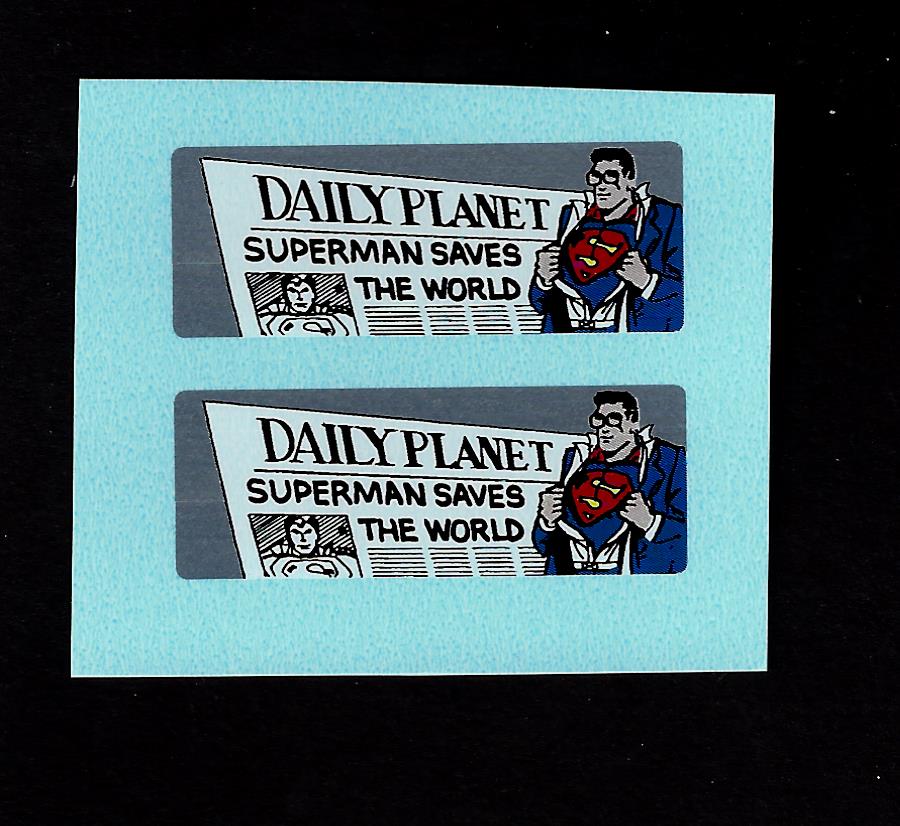 DAILY PLANET
SUPERMAN SAVES
THE WORLD
DAILY PLANET
SUPERMAN SAVES
THE WORLD